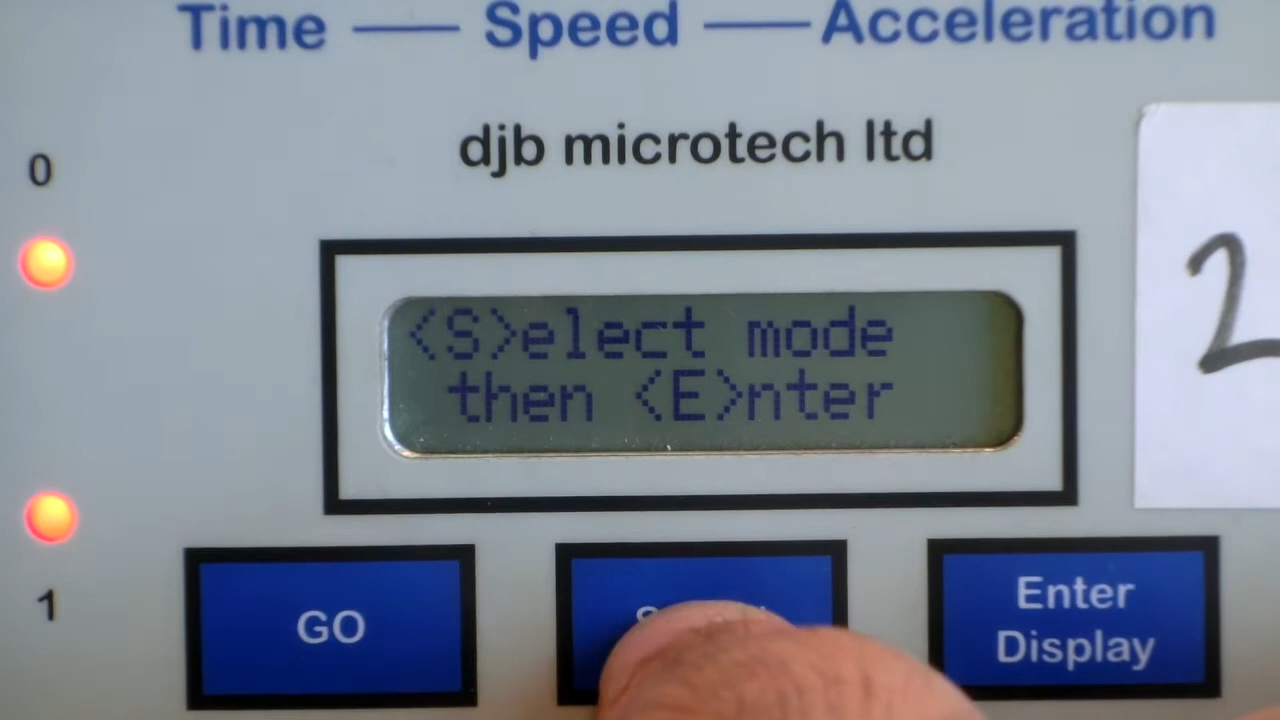 Time — Speed — Acceleration
djb microtech ltd
0
<S>elect mode
then <E>nter
2
1
GO
Enter
Display